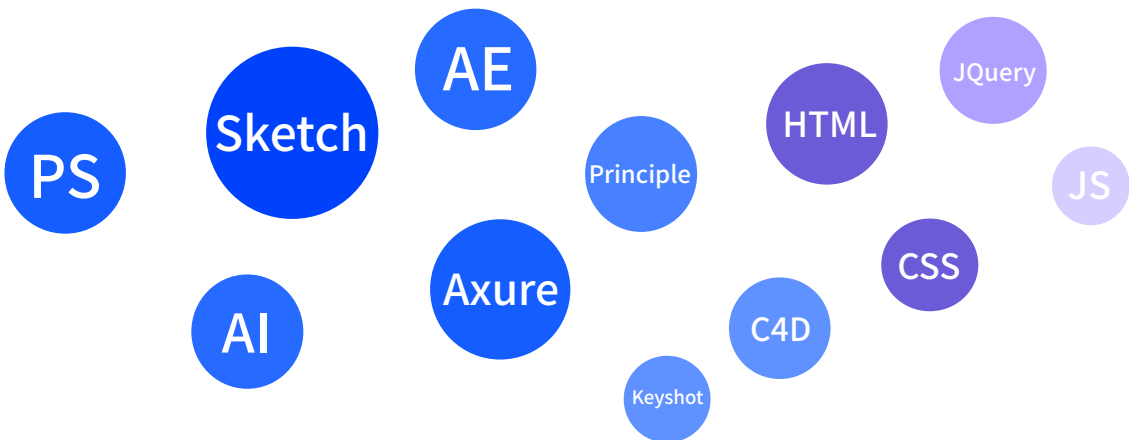 PS
Sketch
AE
AI
Axure
Principle
Keyshot
C4D
HTML
CSS
JQuery
JS